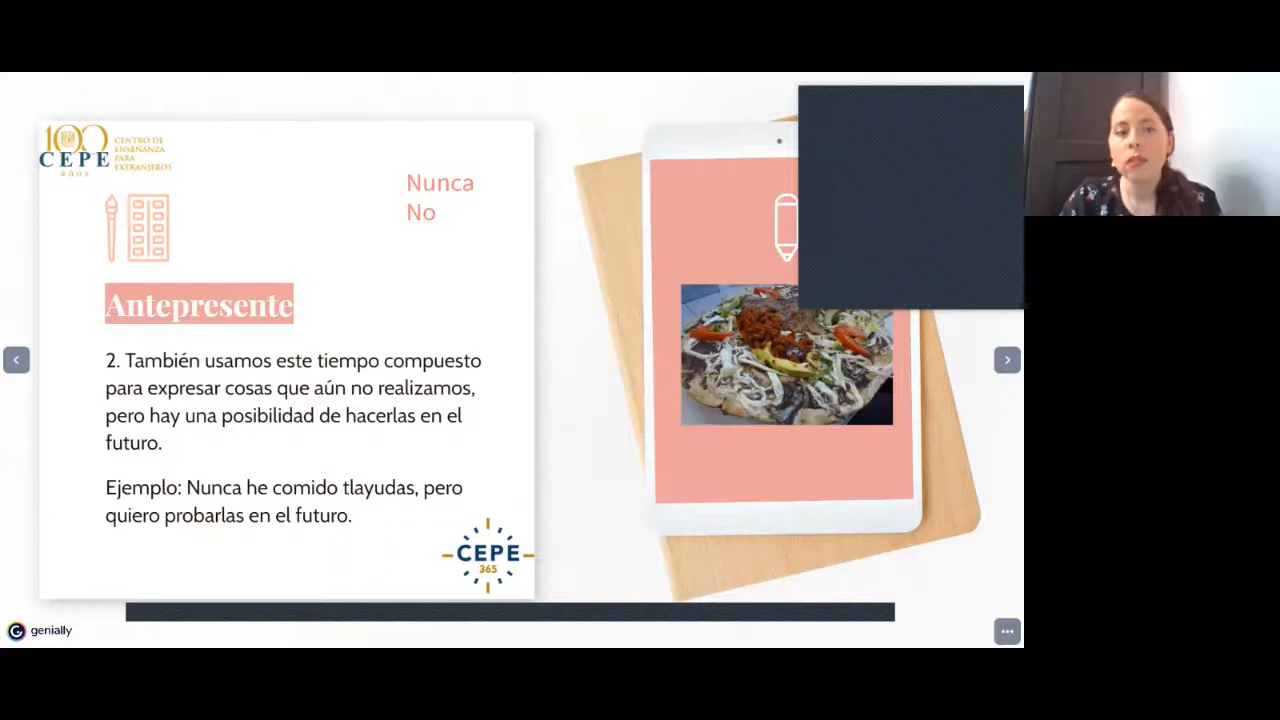 100
CEPE
años
CENTRO DE
ENSEÑANZA
PARA
EXTRANJEROS
Nunca
No
Antepresente
2. También usamos este tiempo compuesto
para expresar cosas que aún no realizamos,
pero hay una posibilidad de hacerlas en el
futuro.
Ejemplo: Nunca he comido tlayudas, pero
quiero probarlas en el futuro.
CEPE
365
genially